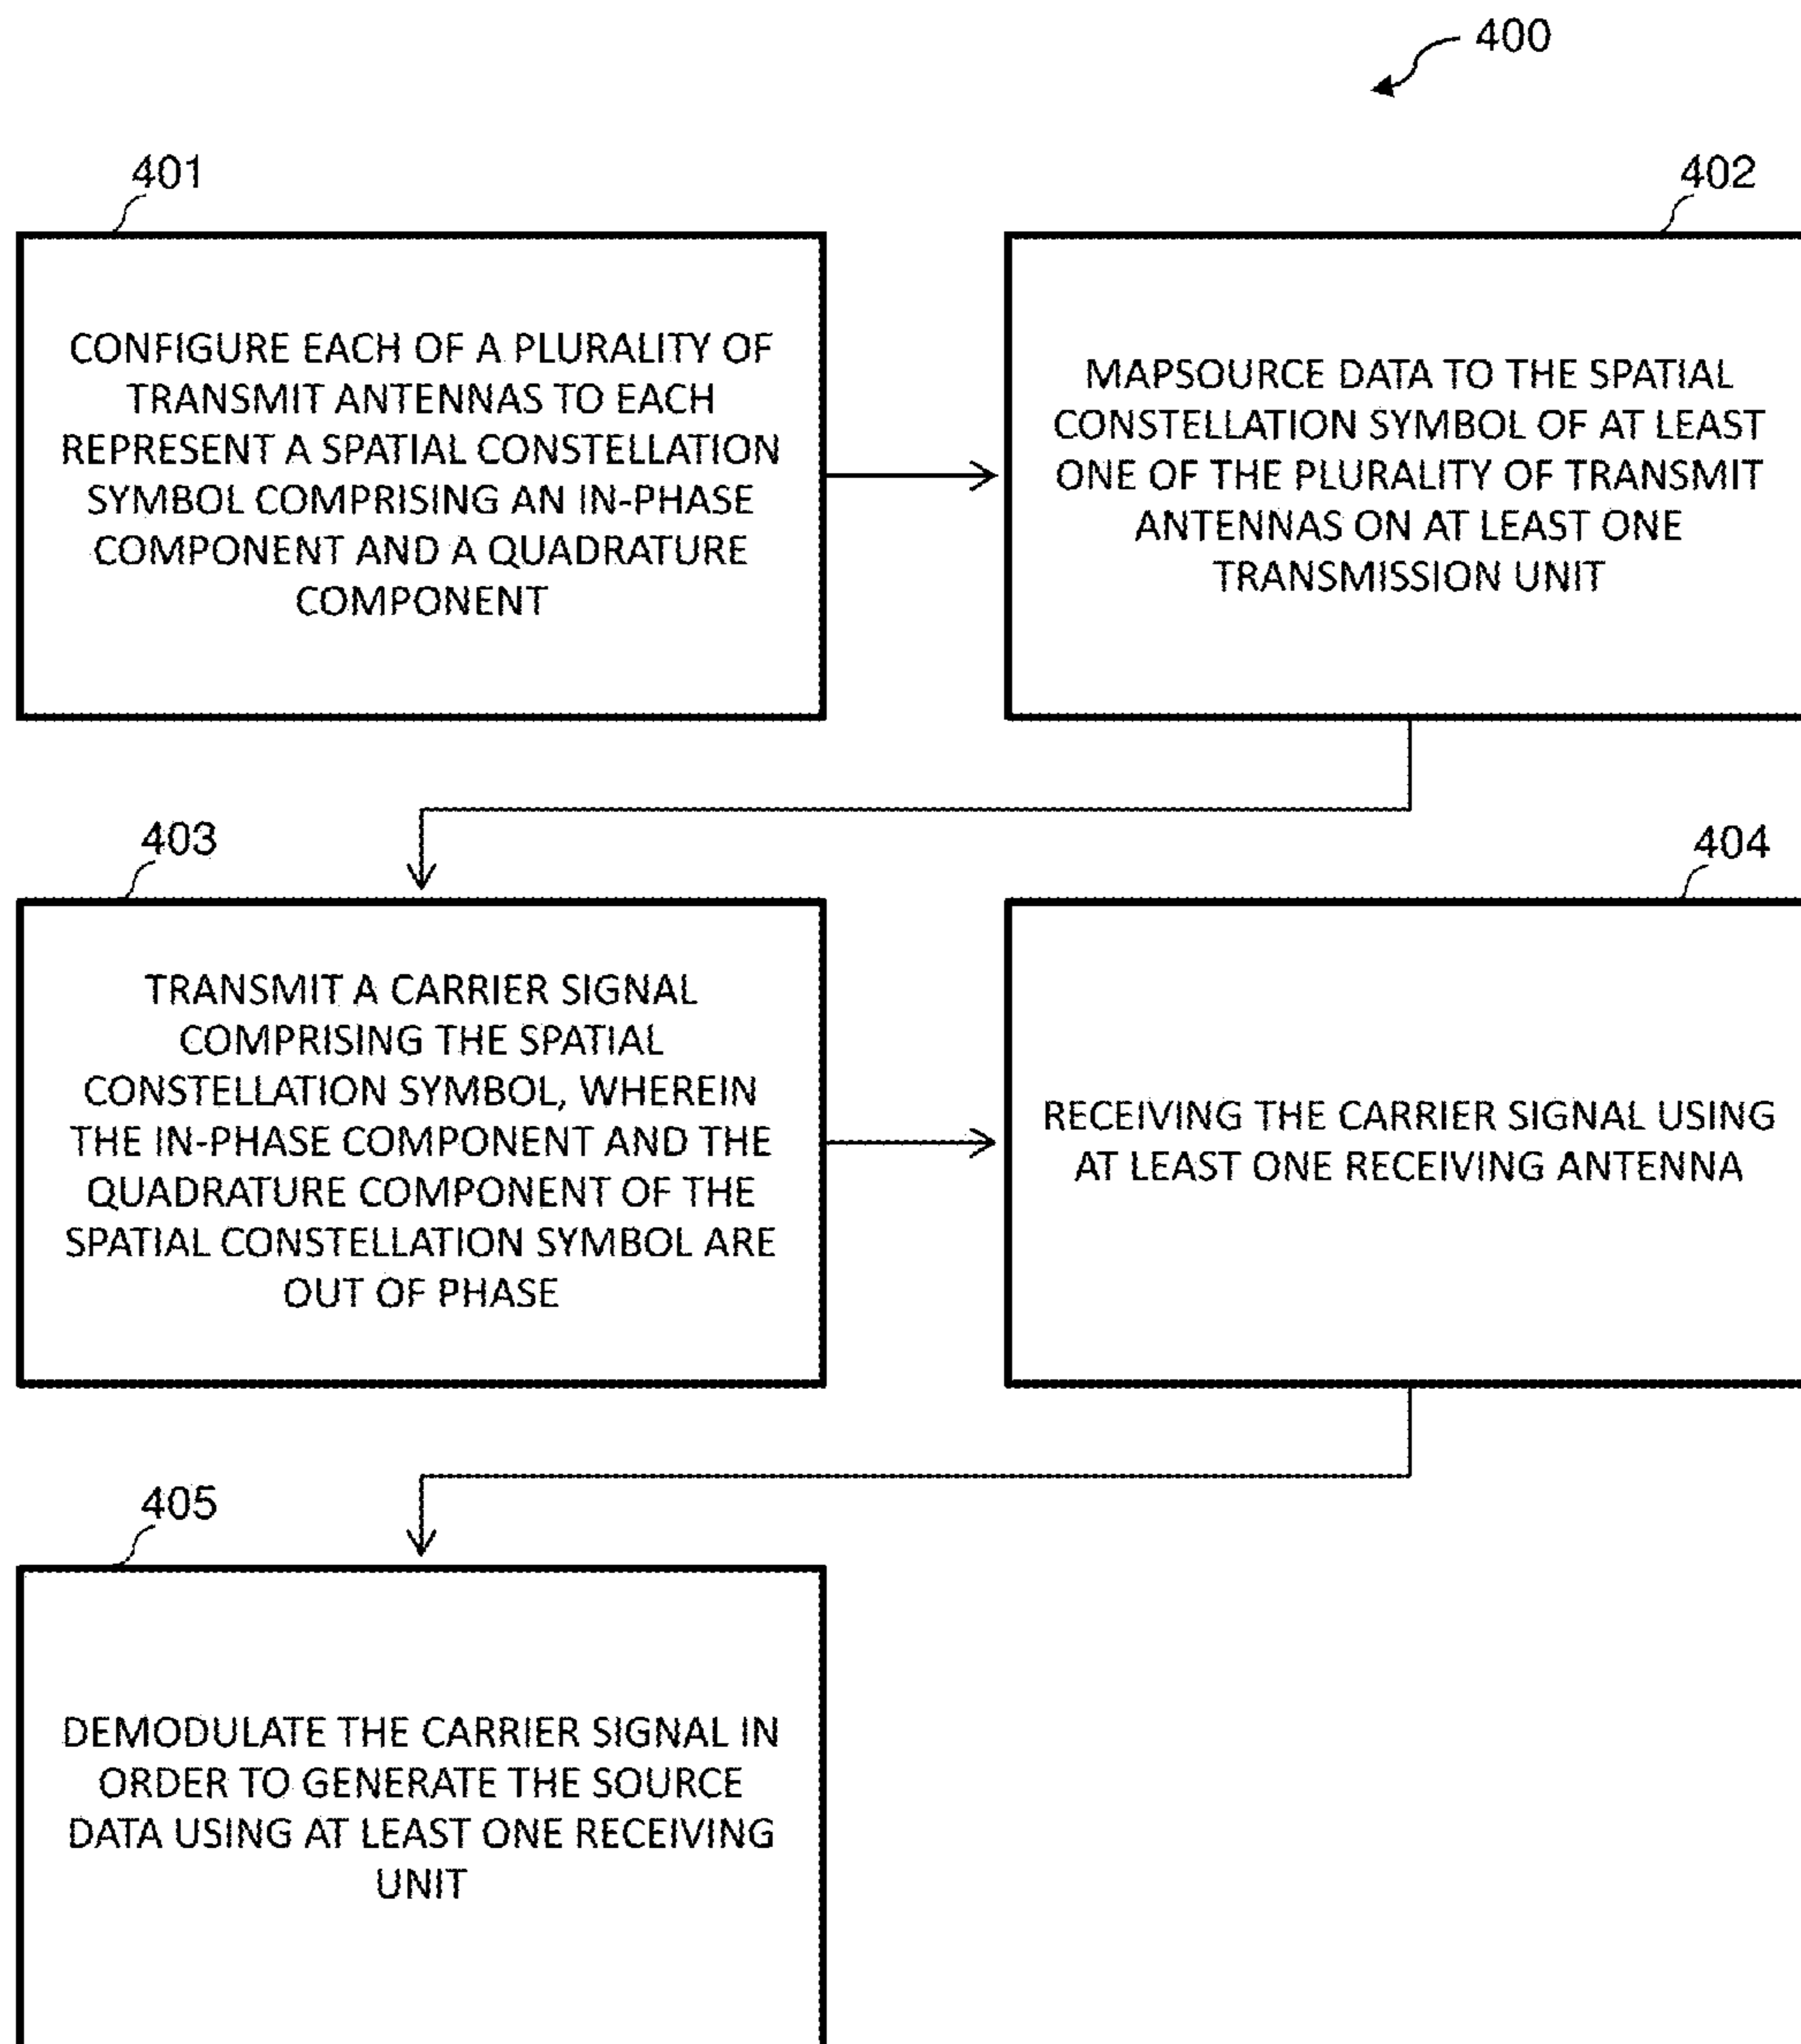 400
401
402
CONFIGURE EACH OF A PLURALITY OF
TRANSMIT ANTENNAS TO EACH
REPRESENT A SPATIAL CONSTELLATION
SYMBOL COMPRISING AN IN-PHASE
COMPONENT AND A QUADRATURE
COMPONENT
MAPSOURCE DATA TO THE SPATIAL
CONSTELLATION SYMBOL OF AT LEAST
ONE OF THE PLURALITY OF TRANSMIT
ANTENNAS ON AT LEAST ONE
TRANSMISSION UNIT
403
404
TRANSMIT A CARRIER SIGNAL
COMPRISING THE SPATIAL
CONSTELLATION SYMBOL, WHEREIN
THE IN-PHASE COMPONENT AND THE
QUADRATURE COMPONENT OF THE
SPATIAL CONSTELLATION SYMBOL ARE
OUT OF PHASE
RECEIVING THE CARRIER SIGNAL USING
AT LEAST ONE RECEIVING ANTENNA
405
DEMODULATE THE CARRIER SIGNAL IN
ORDER TO GENERATE THE SOURCE
DATA USING AT LEAST ONE RECEIVING
UNIT